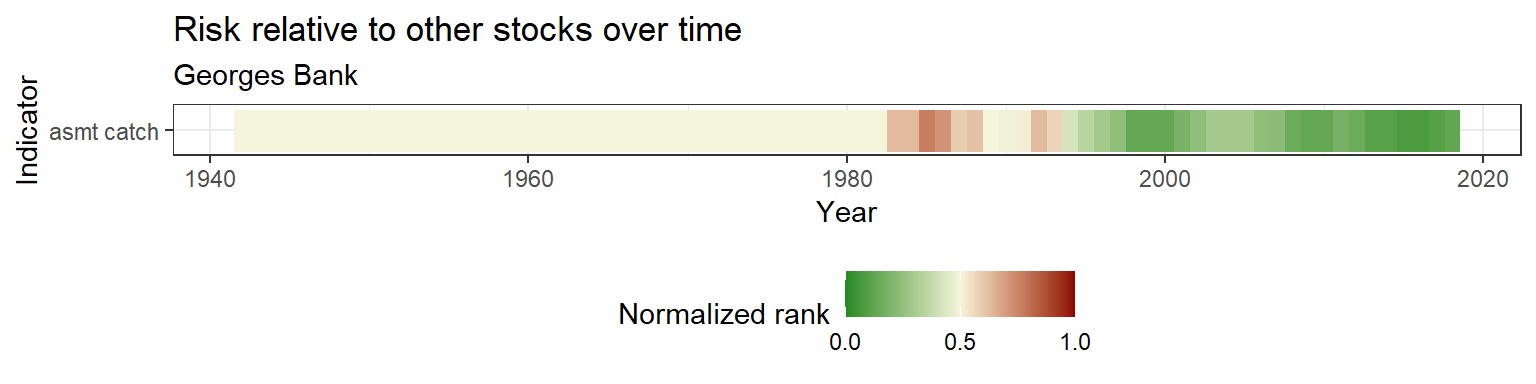 Risk relative to other stocks over time
Georges Bank
Indicator
asmt catch
1940 1960 1980 2000 2020
Year
Normalized rank
0.0 0.5 1.0